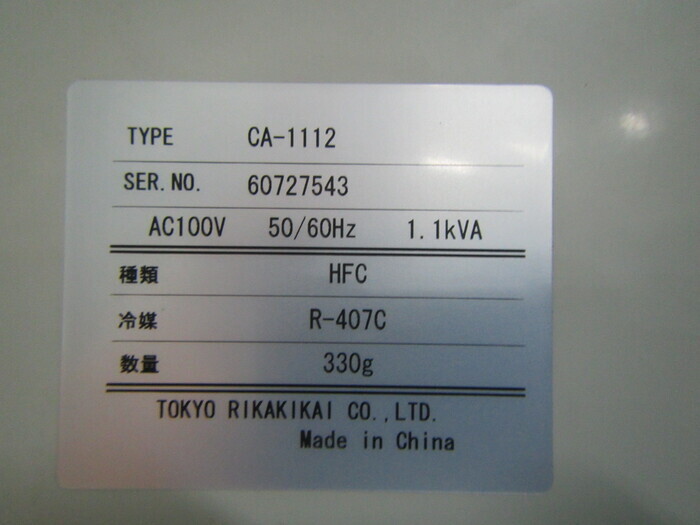 TYPE CA-1112
SER.NO. 60727543
AC100V 50/60Hz 1.1kVA
種類 HFC
冷媒 R-407C
数量 330g
TOKYO RIKAKIKAI CO.,LTD.
Made in China